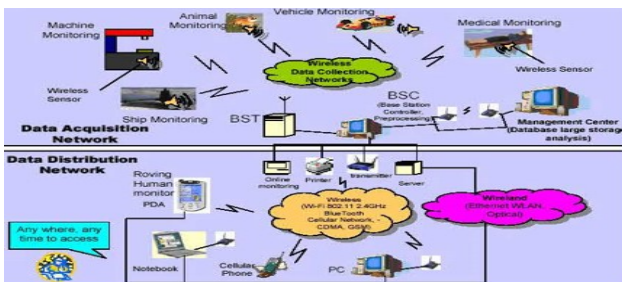 Machine
Monitoring
Animal
Monitoring
Vehicle Monitoring
Medical Monitoring
Wireless
Data Collection
Networks
Wireless Sensor
Wireless
Sensor
Ship Monitoring
BST
BSC
(Base Station
Controller,
Preprocessing)
Management Center
(Database large storage
analysis)
Data Acquisition
Network
Data Distribution
Network
Online
monitoring
Printer
transmitter
Server
Roving
Human
monitor
PDA
Wireless
(Wi-Fi 802.11 2.4GHz
BlueTooth
Cellular Network, -
CDMA, GSM)
Wireland
(Ethernet WLAN,
Optical)
Any where, any
time to access
Notebook
Cellular
Phone
PC